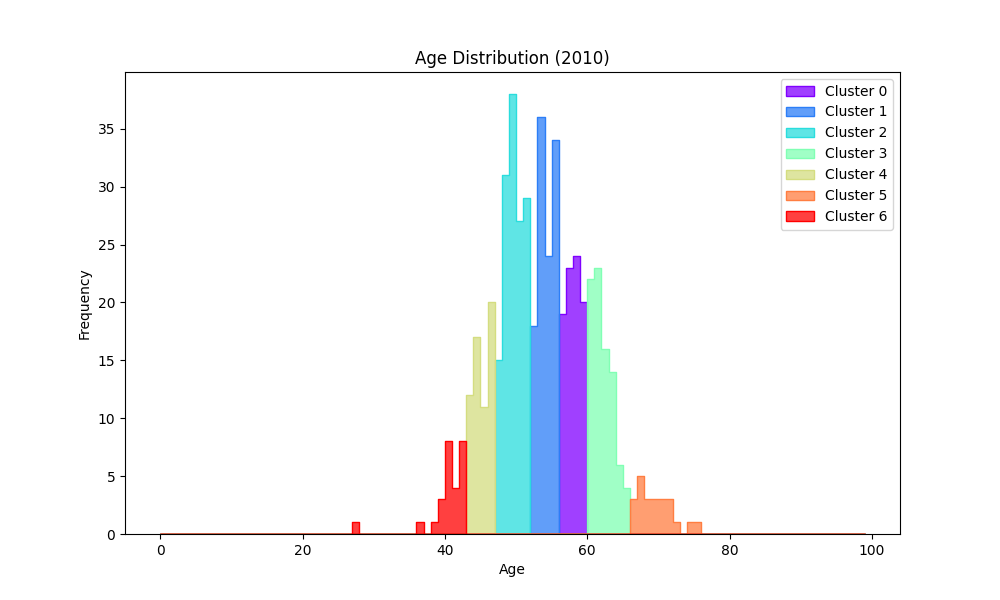 Age Distribution (2010)
Cluster 0
Cluster 1
Cluster 2
Cluster 3
Cluster 4
Cluster 5
Cluster 6
Frequency
35
30
25
20
15
10
5
0
0 20 40 60 80 100
Age